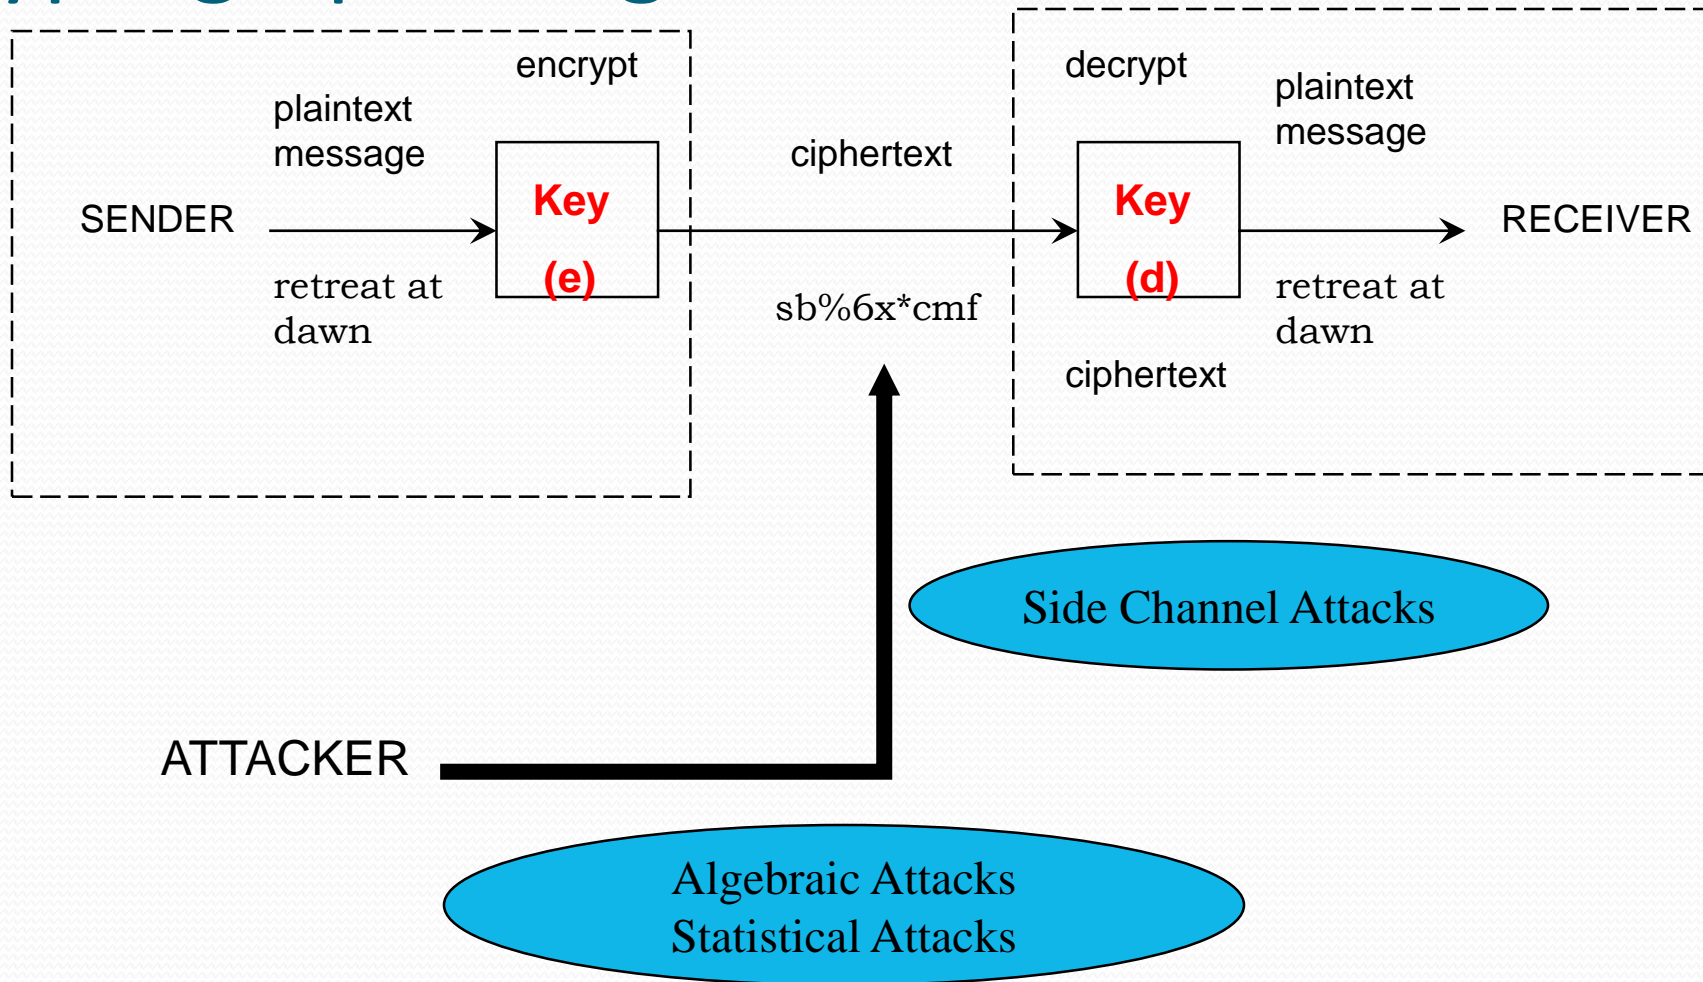 encrypt
plaintext
message
SENDER
Key
(e)
retreat at
dawn
ciphertext
sb%6x*cmf
decrypt
plaintext
message
Key
(d)
RECEIVER
retreat at
dawn
ciphertext
Side Channel Attacks
ATTACKER
Algebraic Attacks
Statistical Attacks